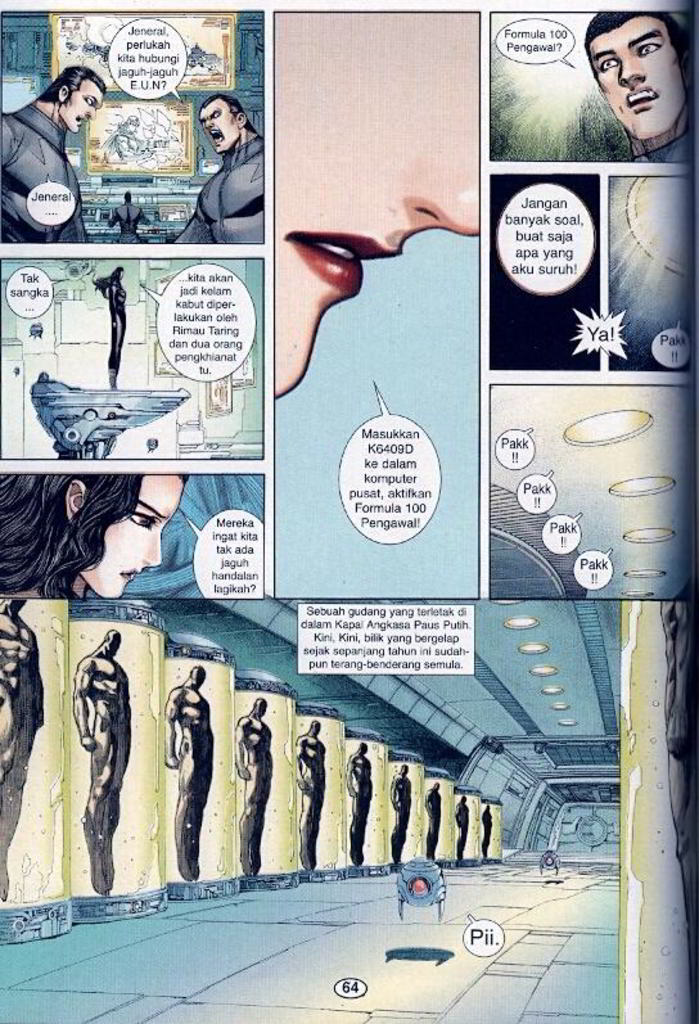 Jeneral,
perlukah
kita hubungi
jaguh-jaguh
E.U.N?
Jeneral
....
Tak
sangka
...
...kita akan
jadi kelam
kabut diper-
lakukan oleh
Rimau Taring
dan dua orang
pengkhianat
tu.
Mereka
ingat kita
tak ada
jaguh
handalan
lagikah?
Masukkan
K6409D
ke dalam
komputer
pusat, aktifkan
Formula 100
Pengawal!
Formula 100
Pengawal?
Jangan
banyak soal,
buat saja
apa yang
aku suruh!
Ya!
Pakk
!!
Pakk
!!
Pakk
!!
Pakk
!!
Pakk
!!
Sebuah gudang yang terletak di
dalam Kapal Angkasa Paus Putih.
Kini, Kini, bilik yang bergelap
sejak sepanjang tahun ini sudah-
pun terang-benderang semula.
Pii.
64